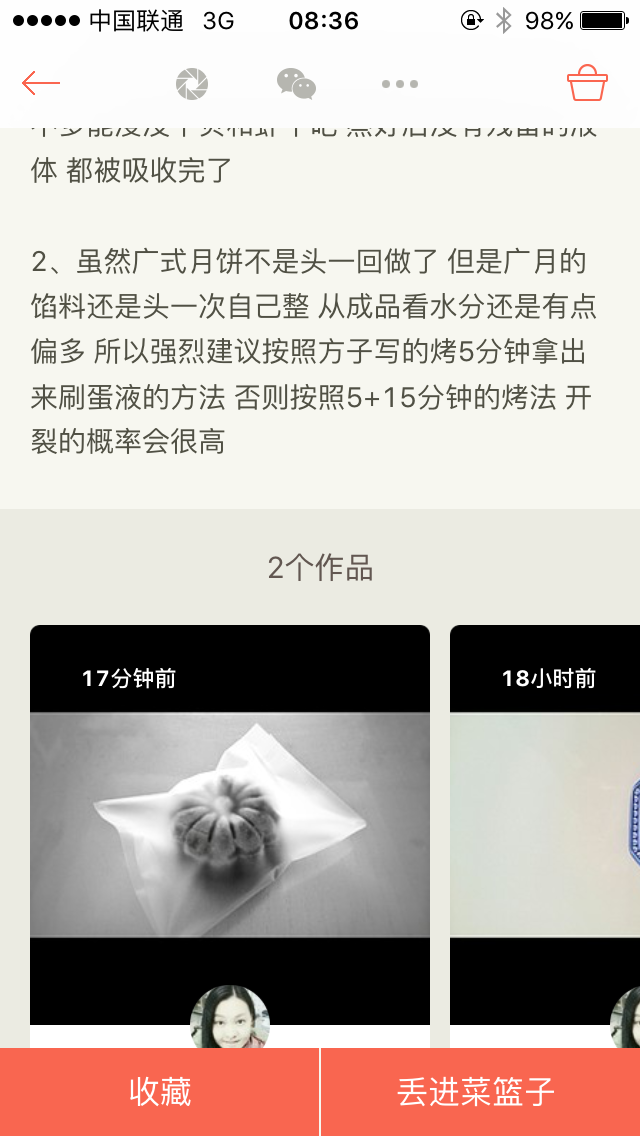 中国联通 3G 08:36 98%
体 都被吸收完了
2、虽然广式月饼不是头一回做了 但是广月的
馅料还是头一次自己整 从成品看水分还是有点
偏多 所以强烈建议按照方子写的烤5分钟拿出
来刷蛋液的方法 否则按照5+15分钟的烤法 开
裂的概率会很高
2个作品
17分钟前
18小时前
收藏
丢进菜篮子